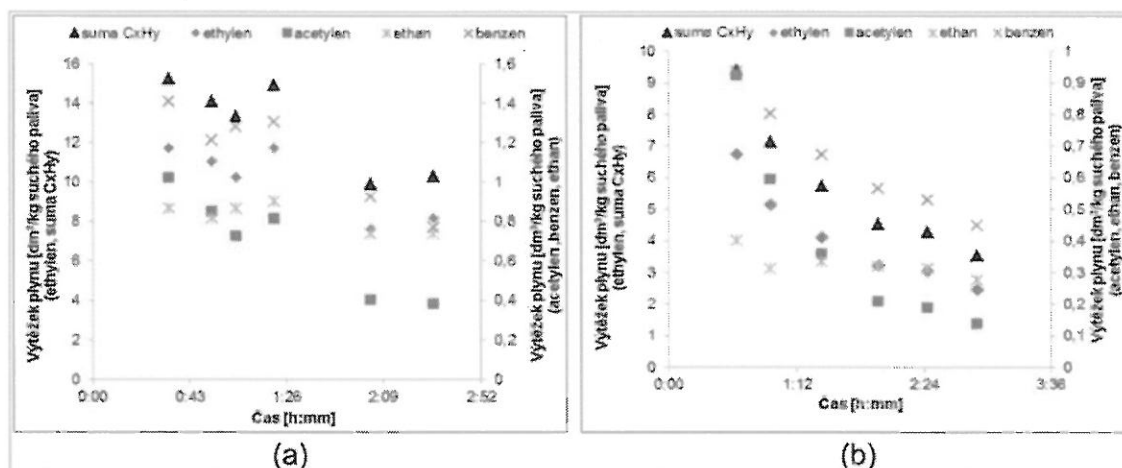 ▲suma CxHy ◆ethylen ■acetylen ✳ethan ×benzen
Výtěžek plynu [dm³/kg suchého paliva]
(ethylen, suma CxHy)
16
14
12
10
8
6
4
2
0
0:00 0:43 1:26 2:09 2:52
Čas [h:mm]
1,6
1,4
1,2
1
0,8
0,6
0,4
0,2
0
Výtěžek plynu [dm³/kg suchého paliva]
(acetylen ,benzen, ethan)
(a)
▲suma CxHy ◆ethylen ■acetylen ✳ethan ×benzen
Výtěžek plynu [dm³/kg suchého paliva]
(ethylen, suma CxHy)
10
9
8
7
6
5
4
3
2
1
0
0:00 1:12 2:24 3:36
Čas [h:mm]
1
0,9
0,8
0,7
0,6
0,5
0,4
0,3
0,2
0,1
0
Výtěžek plynu [dm³/kg suchého paliva]
(acetylen, ethan, benzen)
(b)